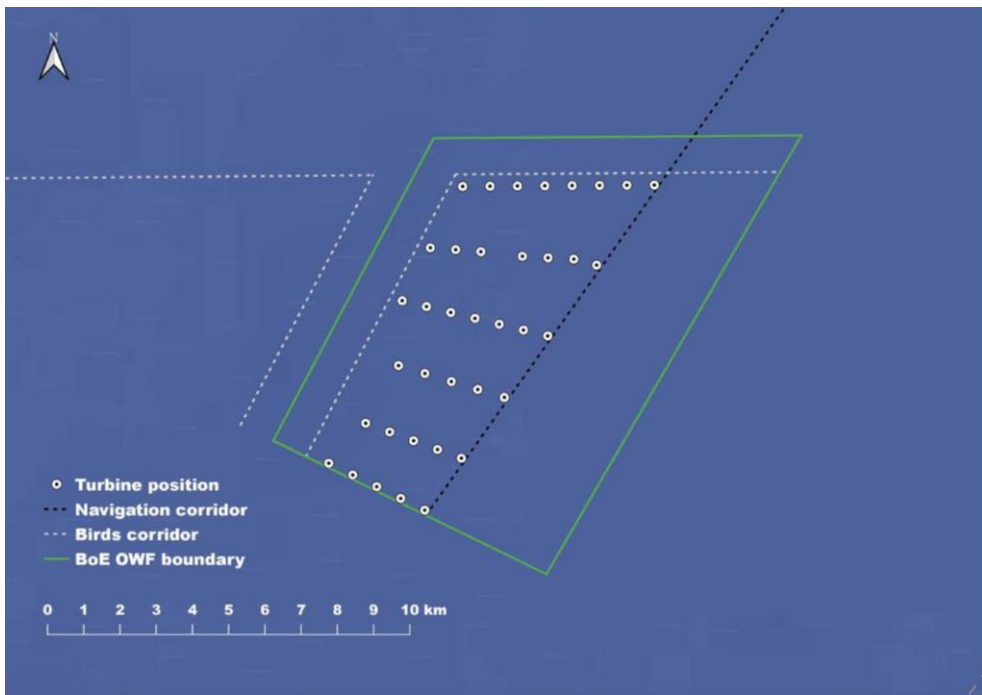 N
Turbine position
Navigation corridor
Birds corridor
BoE OWF boundary
0 1 2 3 4 5 6 7 8 9 10 km